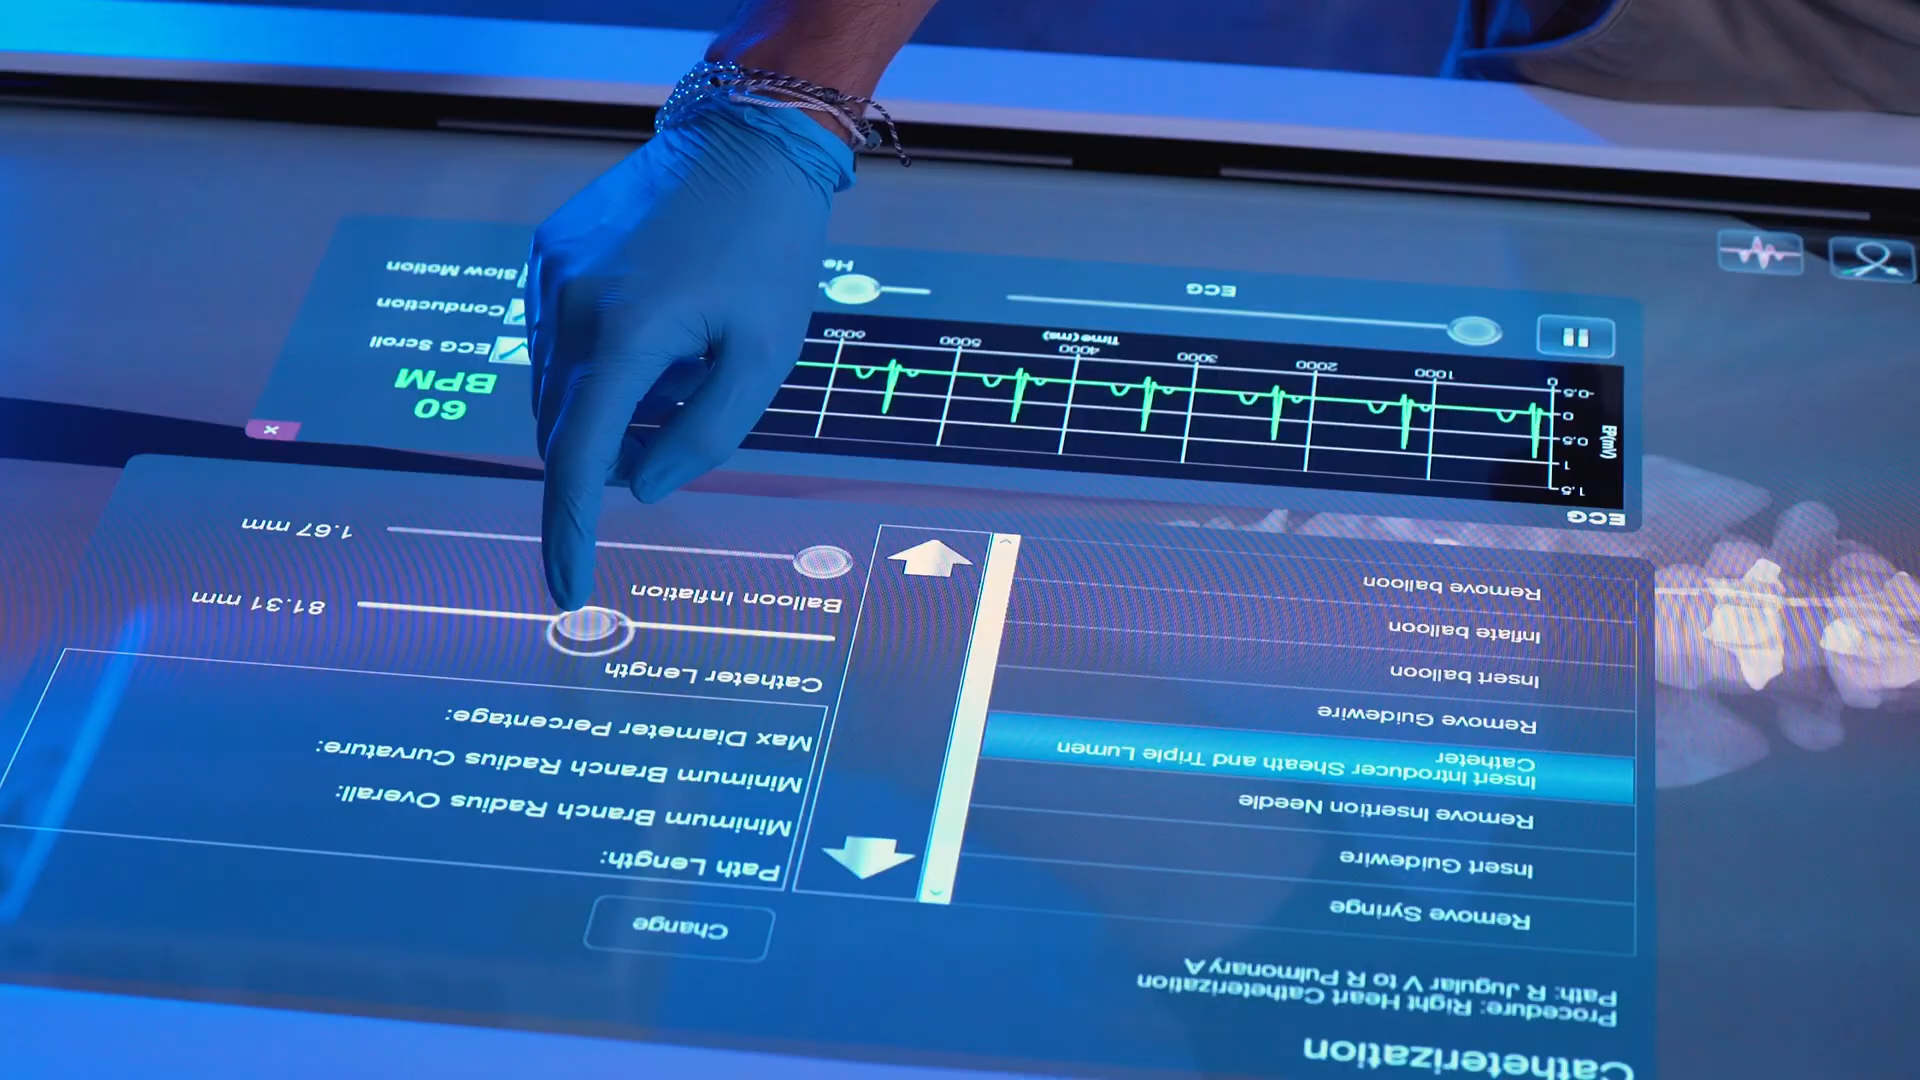 Catheterization
Procedure: Right Heart Catheterization
Path: R Jugular V to R Pulmonary A
Remove Syringe
Insert Guidewire
Remove Insertion Needle
Insert Introducer Sheath and Triple Lumen
Catheter
Remove Guidewire
Insert balloon
Inflate balloon
Remove balloon
Change
Path Length:
Minimum Branch Radius Overall:
Minimum Branch Radius Curvature:
Max Diameter Percentage:
Catheter Length
81.31 mm
Balloon Inflation
1.67 mm
ECG
EP(mV)
1.5
1
0.5
0
-0.5
0 1000 2000 3000 4000 5000 6000
Time (ms)
ECG
60
BPM
ECG Scroll
Conduction
Slow Motion